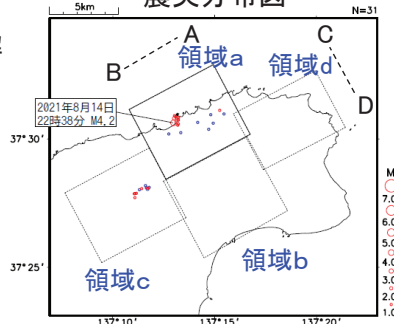 震央分布図
5km
N=31
A
B
C
D
領域a
領域d
2021年8月14日
22時38分 M4.2
37°30'
領域b
領域c
37°25'
M
7.0
6.0
5.0
4.0
3.0
2.0
1.0
137°10'
137°15'
137°20'